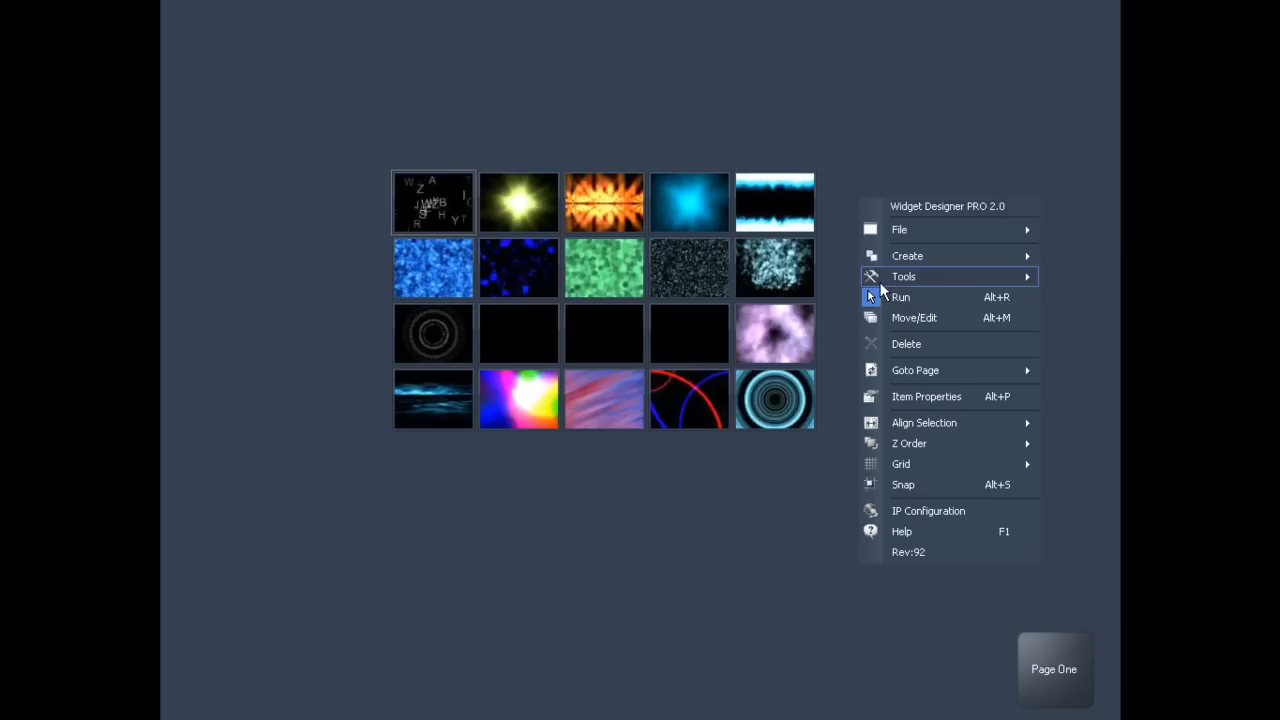 Widget Designer PRO 2.0
File
Create
Tools
Run Alt+R
Move/Edit Alt+M
Delete
Goto Page
Item Properties Alt+P
Align Selection
Z Order
Grid
Snap Alt+S
IP Configuration
Help F1
Rev:92
Page One